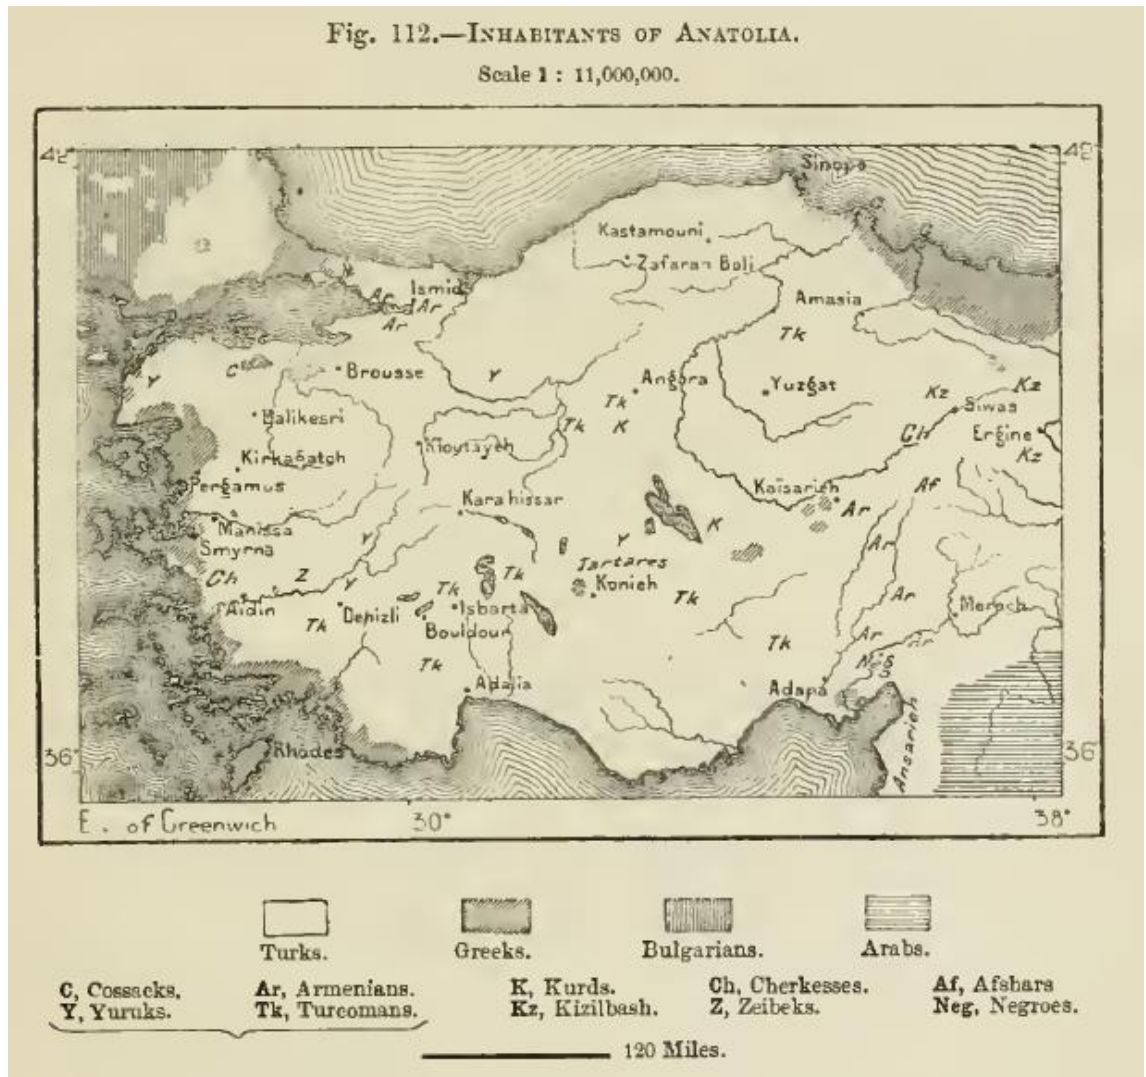 Fig. 112.—Inhabitants of Anatolia.
Scale 1 : 11,000,000.
42° 42°
Sinope
Kastamouni
Zafaran Boli
Ismid
Ar Ar
Ar
Amasia
Tk
C Brousse
Y Y
Angora
Yuzgat
Kz Kz
Siwas
Balikesri
Tk
Tk K
Ch Ergine
Kioutayeh
Kirkagatch
Kz
Pergamus
Kaisarieh
Af
Karahissar
Ar
Manissa
K
Smyrna
Y Y
Tartares
Ar
Ch Z Y Tk Tk
Konieh
Tk
Ar
Aidin
Denizli
Isbarta
Meroch
Tk
Bouldour
Tk
Ar Ar
Tk
Adalia
Adana
Rhodes
Ansarieh
36° 36°
E. of Greenwich 30° 38°
Turks. Greeks. Bulgarians. Arabs.
C, Cossacks. Ar, Armenians. K, Kurds. Ch, Cherkesses. Af, Afshars
Y, Yuruks. Tk, Turcomans. Kz, Kizilbash. Z, Zeibeks. Neg, Negroes.
120 Miles.